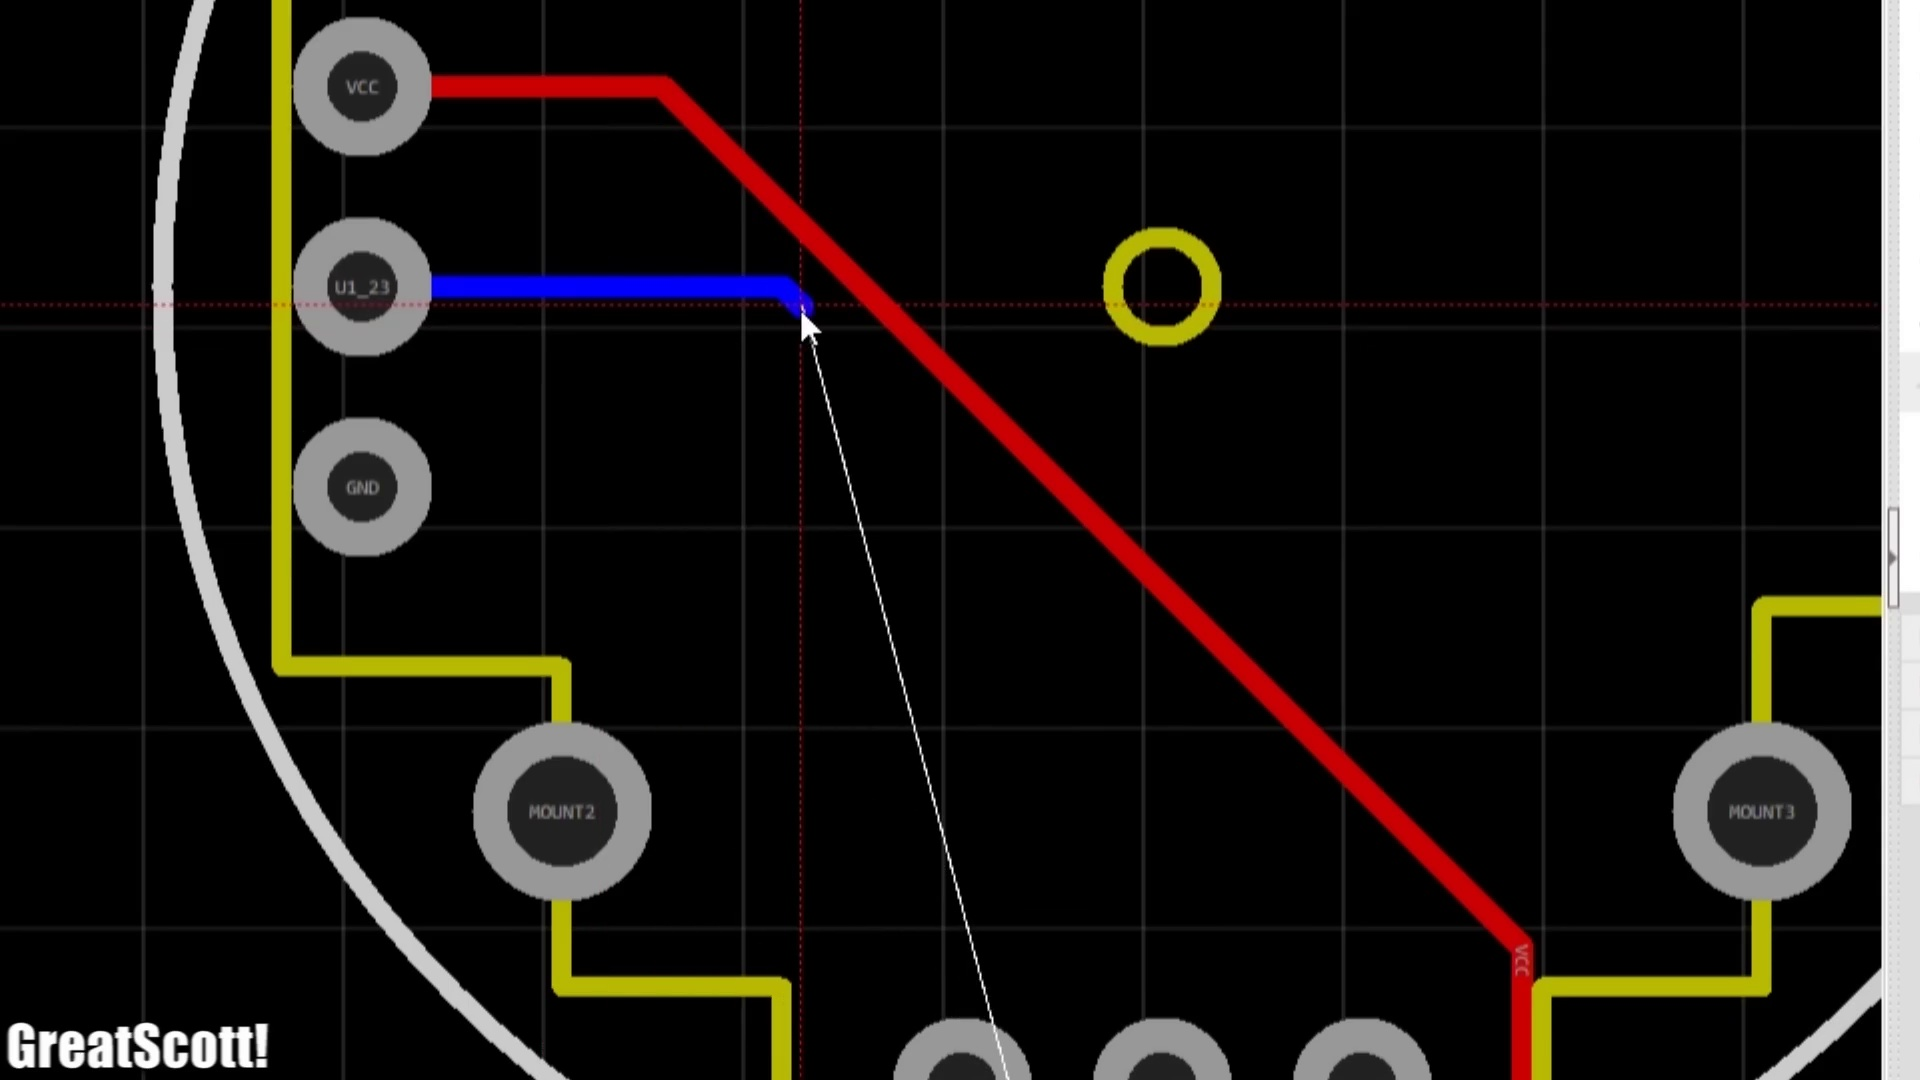 VCC
U1_23
GND
MOUNT2
MOUNT3
VCC
GreatScott!